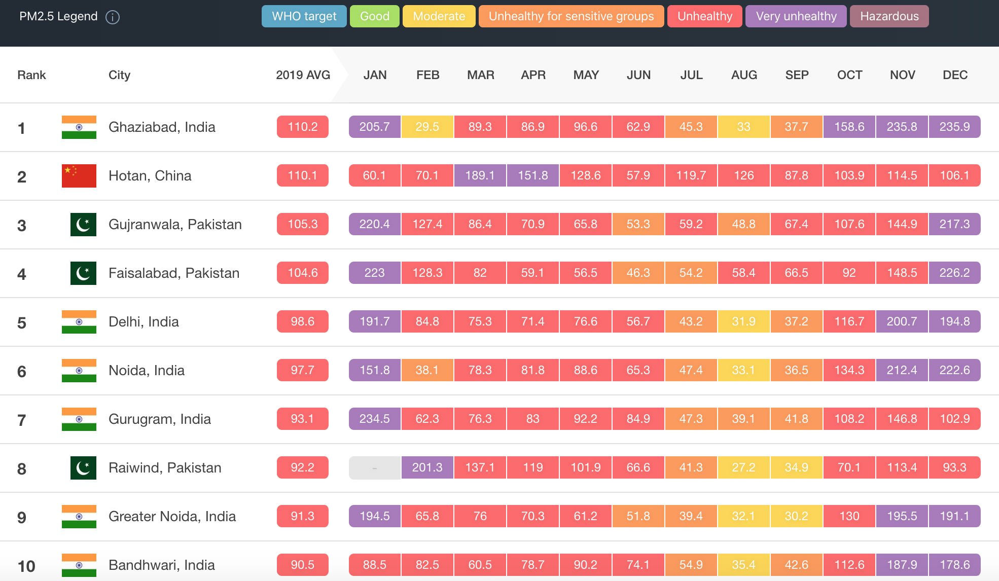 PM2.5 Legend i WHO target Good Moderate Unhealthy for sensitive groups Unhealthy Very unhealthy Hazardous
Rank City 2019 AVG JAN FEB MAR APR MAY JUN JUL AUG SEP OCT NOV DEC
1 Ghaziabad, India 110.2 205.7 29.5 89.3 86.9 96.6 62.9 45.3 33 37.7 158.6 235.8 235.9
2 Hotan, China 110.1 60.1 70.1 189.1 151.8 128.6 57.9 119.7 126 87.8 103.9 114.5 106.1
3 Gujranwala, Pakistan 105.3 220.4 127.4 86.4 70.9 65.8 53.3 59.2 48.8 67.4 107.6 144.9 217.3
4 Faisalabad, Pakistan 104.6 223 128.3 82 59.1 56.5 46.3 54.2 58.4 66.5 92 148.5 226.2
5 Delhi, India 98.6 191.7 84.8 75.3 71.4 76.6 56.7 43.2 31.9 37.2 116.7 200.7 194.8
6 Noida, India 97.7 151.8 38.1 78.3 81.8 88.6 65.3 47.4 33.1 36.5 134.3 212.4 222.6
7 Gurugram, India 93.1 234.5 62.3 76.3 83 92.2 84.9 47.3 39.1 41.8 108.2 146.8 102.9
8 Raiwind, Pakistan 92.2 - 201.3 137.1 119 101.9 66.6 41.3 27.2 34.9 70.1 113.4 93.3
9 Greater Noida, India 91.3 194.5 65.8 76 70.3 61.2 51.8 39.4 32.1 30.2 130 195.5 191.1
10 Bandhwari, India 90.5 88.5 82.5 60.5 78.7 90.2 74.1 54.9 35.4 42.6 112.6 187.9 178.6